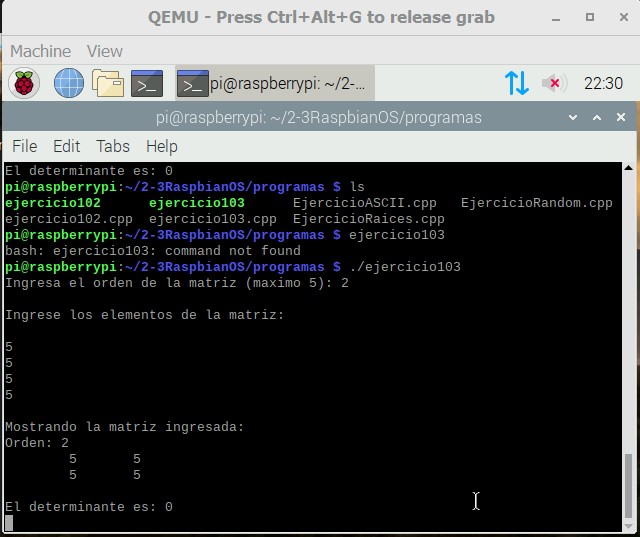 QEMU - Press Ctrl+Alt+G to release grab
Machine View
pi@raspberrypi: ~/2-...
22:30
pi@raspberrypi: ~/2-3RaspbianOS/programas
File Edit Tabs Help
El determinante es: 0
pi@raspberrypi:~/2-3RaspbianOS/programas $ ls
ejercicio102 ejercicio103 EjercicioASCII.cpp EjercicioRandom.cpp
ejercicio102.cpp ejercicio103.cpp EjercicioRaices.cpp
pi@raspberrypi:~/2-3RaspbianOS/programas $ ejercicio103
bash: ejercicio103: command not found
pi@raspberrypi:~/2-3RaspbianOS/programas $ ./ejercicio103
Ingresa el orden de la matriz (maximo 5): 2
Ingrese los elementos de la matriz:
5
5
5
5
Mostrando la matriz ingresada:
Orden: 2
5 5
5 5
El determinante es: 0